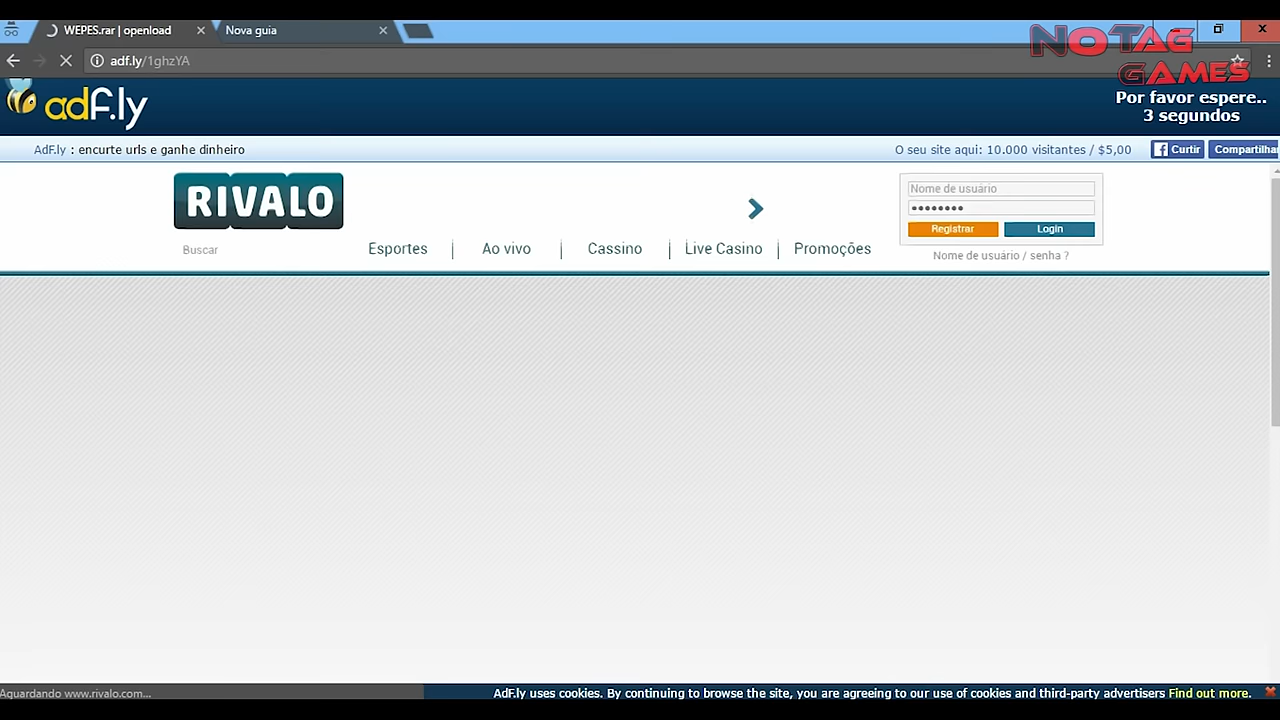 WEPES.rar | openload
Nova guia
NoTAG
GAMES
adf.ly/1ghzYA
adf.ly
Por favor espere..
3 segundos
AdF.ly : encurte urls e ganhe dinheiro
O seu site aqui: 10.000 visitantes / $5,00
Curtir
Compartilhar
RIVALO
Nome de usuário
Registrar
Login
Buscar
Esportes
Ao vivo
Cassino
Live Casino
Promoções
Nome de usuário / senha ?
Aguardando www.rivalo.com...
AdF.ly uses cookies. By continuing to browse the site, you are agreeing to our use of cookies and third-party advertisers Find out more.